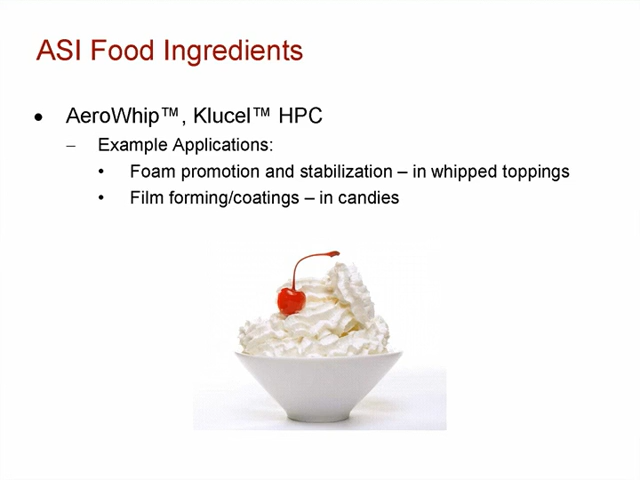 ASI Food Ingredients
• AeroWhip™, Klucel™ HPC
– Example Applications:
• Foam promotion and stabilization – in whipped toppings
• Film forming/coatings – in candies